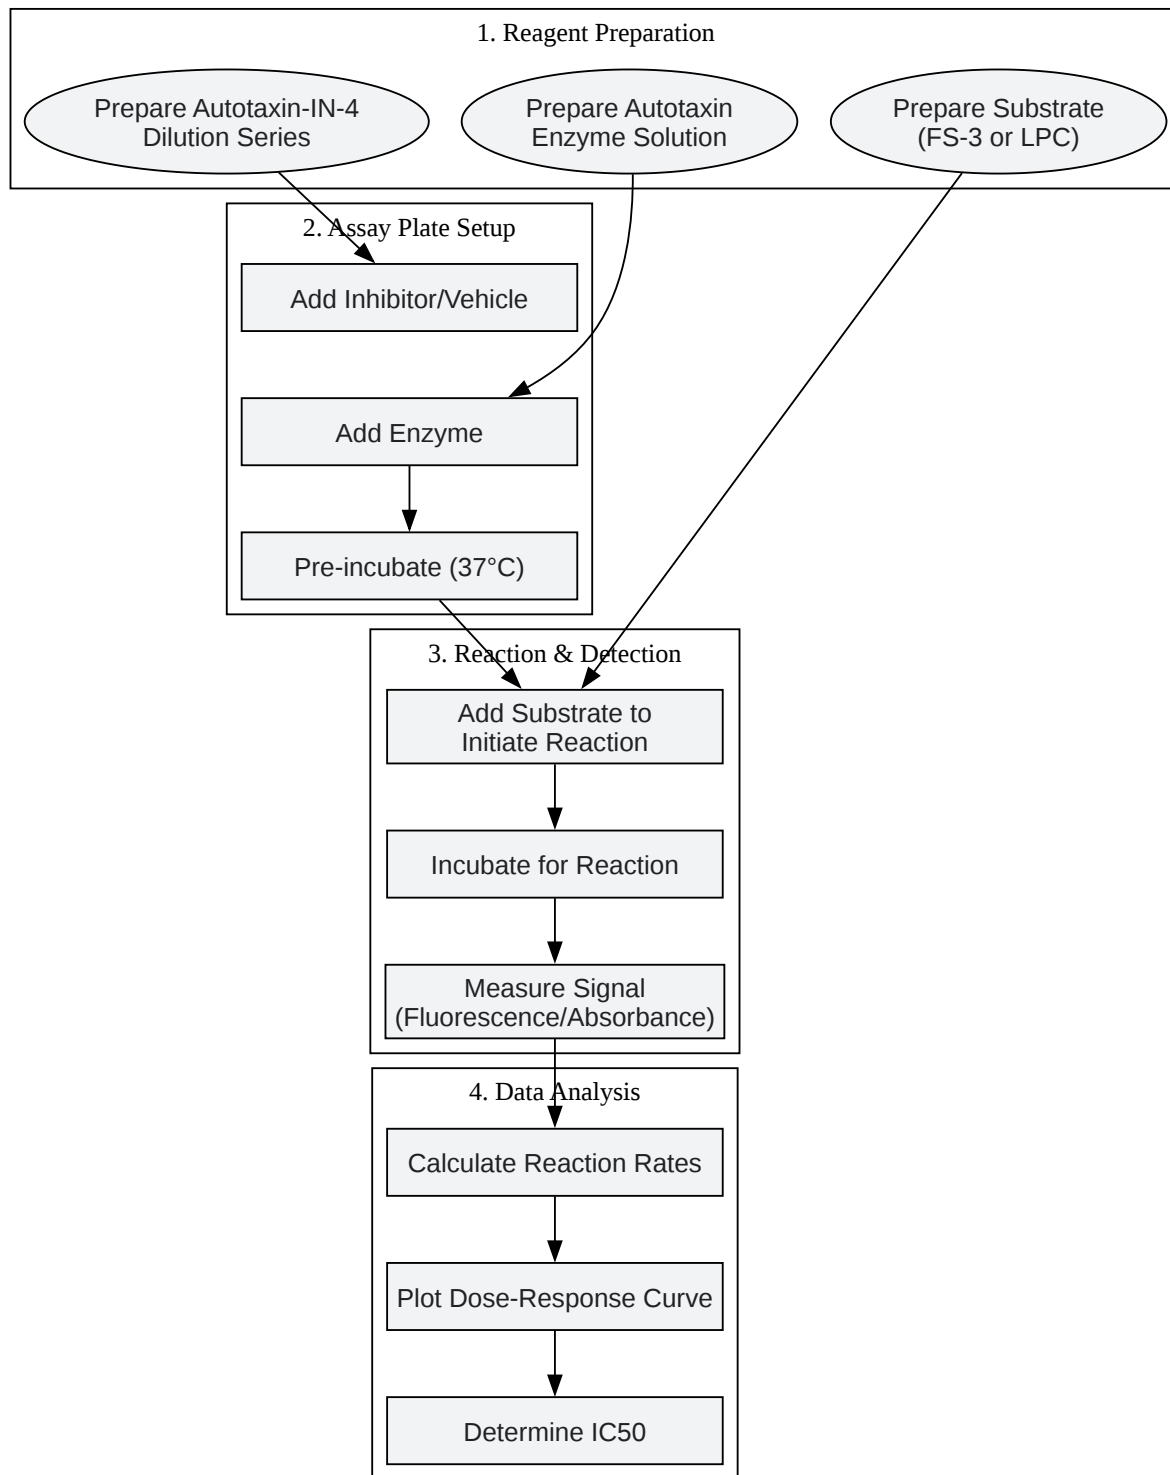 1. Reagent Preparation
Prepare Autotaxin-IN-4
Dilution Series
Prepare Autotaxin
Enzyme Solution
Prepare Substrate
(FS-3 or LPC)
2. Assay Plate Setup
Add Inhibitor/Vehicle
Add Enzyme
Pre-incubate (37°C)
3. Reaction & Detection
Add Substrate to
Initiate Reaction
Incubate for Reaction
Measure Signal
(Fluorescence/Absorbance)
4. Data Analysis
Calculate Reaction Rates
Plot Dose-Response Curve
Determine IC50